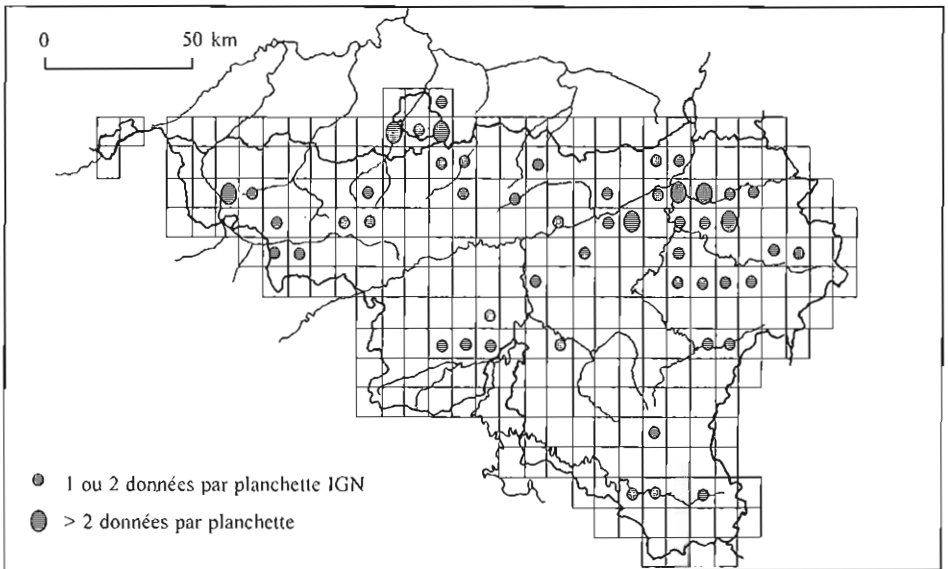 0 50 km
1 ou 2 données par planchette IGN
> 2 données par planchette